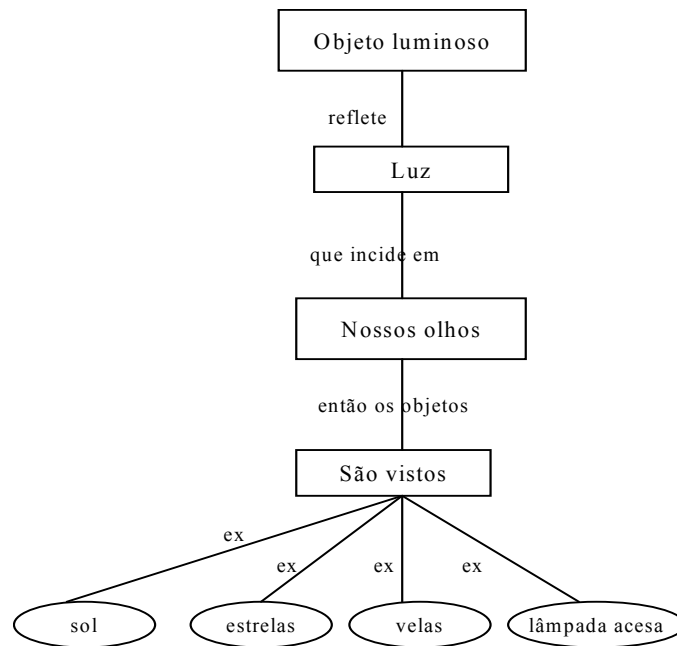 Objeto luminoso
reflete
Luz
que incide em
Nossos olhos
então os objetos
São vistos
ex
ex
ex
ex
sol
estrelas
velas
lâmpada acesa